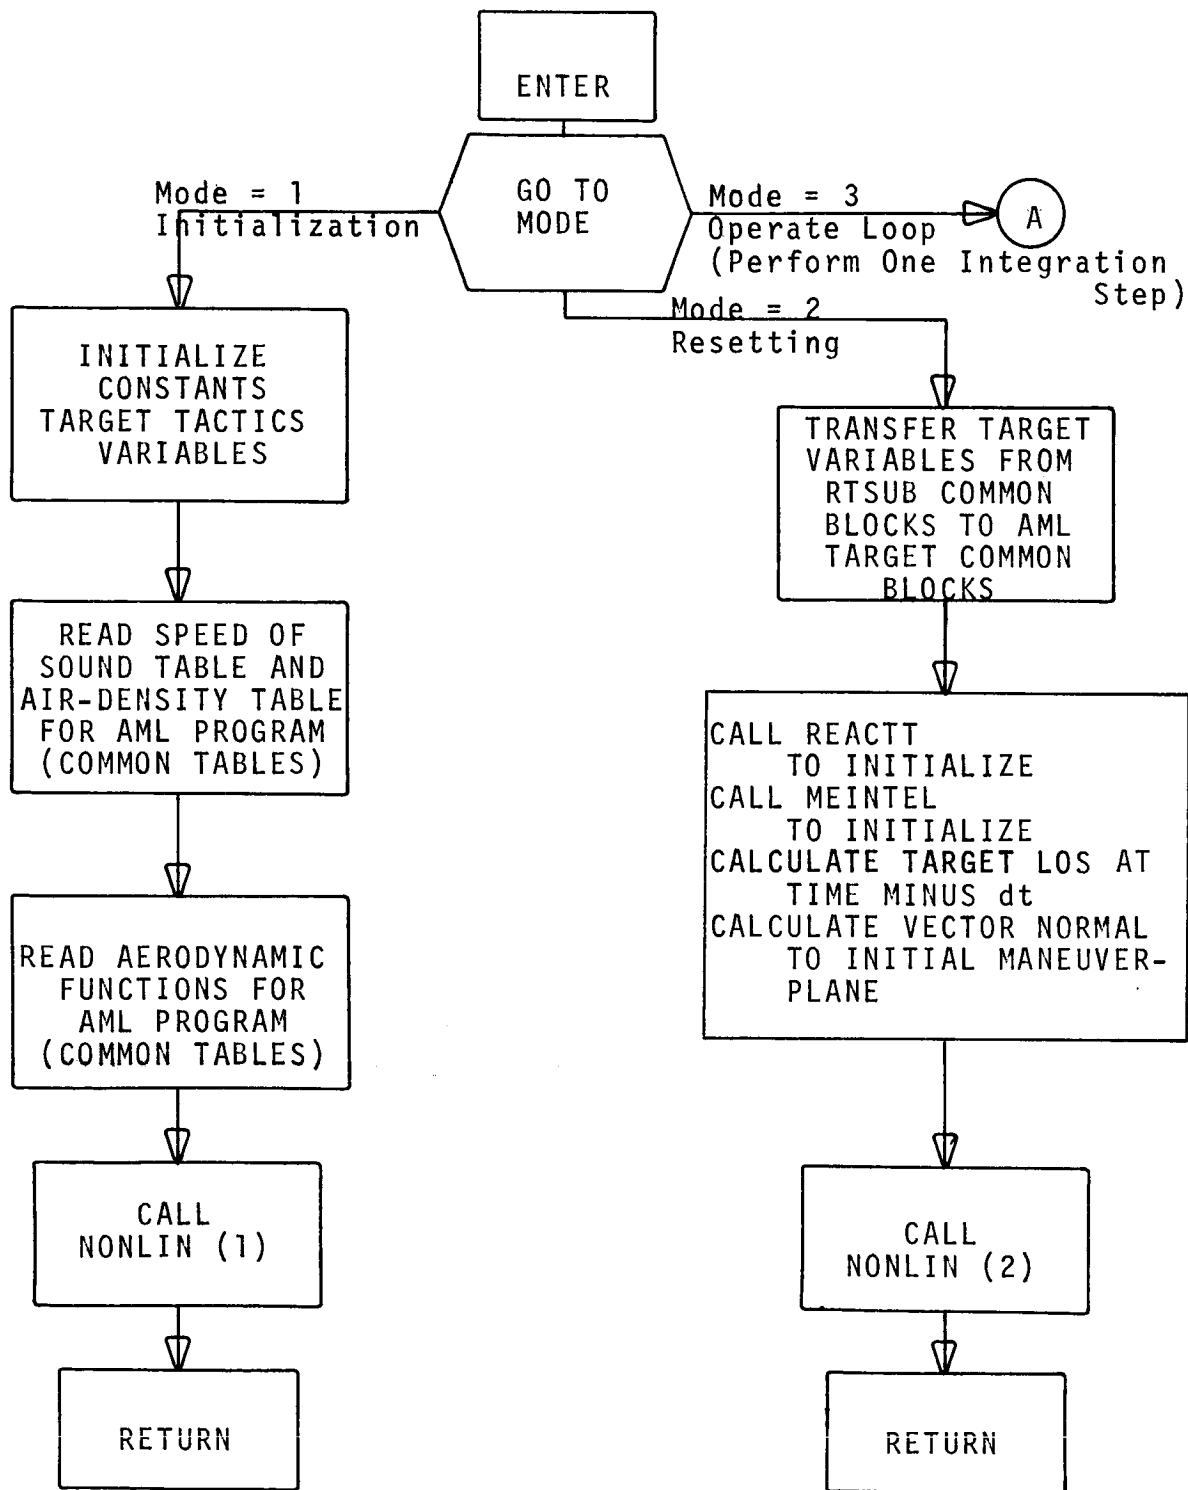 ENTER
GO TO
MODE
Mode = 1
Initialization
Mode = 3
Operate Loop
(Perform One Integration
Step)
A
Mode = 2
Resetting
INITIALIZE
CONSTANTS
TARGET TACTICS
VARIABLES
READ SPEED OF
SOUND TABLE AND
AIR-DENSITY TABLE
FOR AML PROGRAM
(COMMON TABLES)
READ AERODYNAMIC
FUNCTIONS FOR
AML PROGRAM
(COMMON TABLES)
CALL
NONLIN (1)
RETURN
TRANSFER TARGET
VARIABLES FROM
RTSUB COMMON
BLOCKS TO AML
TARGET COMMON
BLOCKS
CALL REACTT
TO INITIALIZE
CALL MEINTEL
TO INITIALIZE
CALCULATE TARGET LOS AT
TIME MINUS dt
CALCULATE VECTOR NORMAL
TO INITIAL MANEUVER-
PLANE
CALL
NONLIN (2)
RETURN